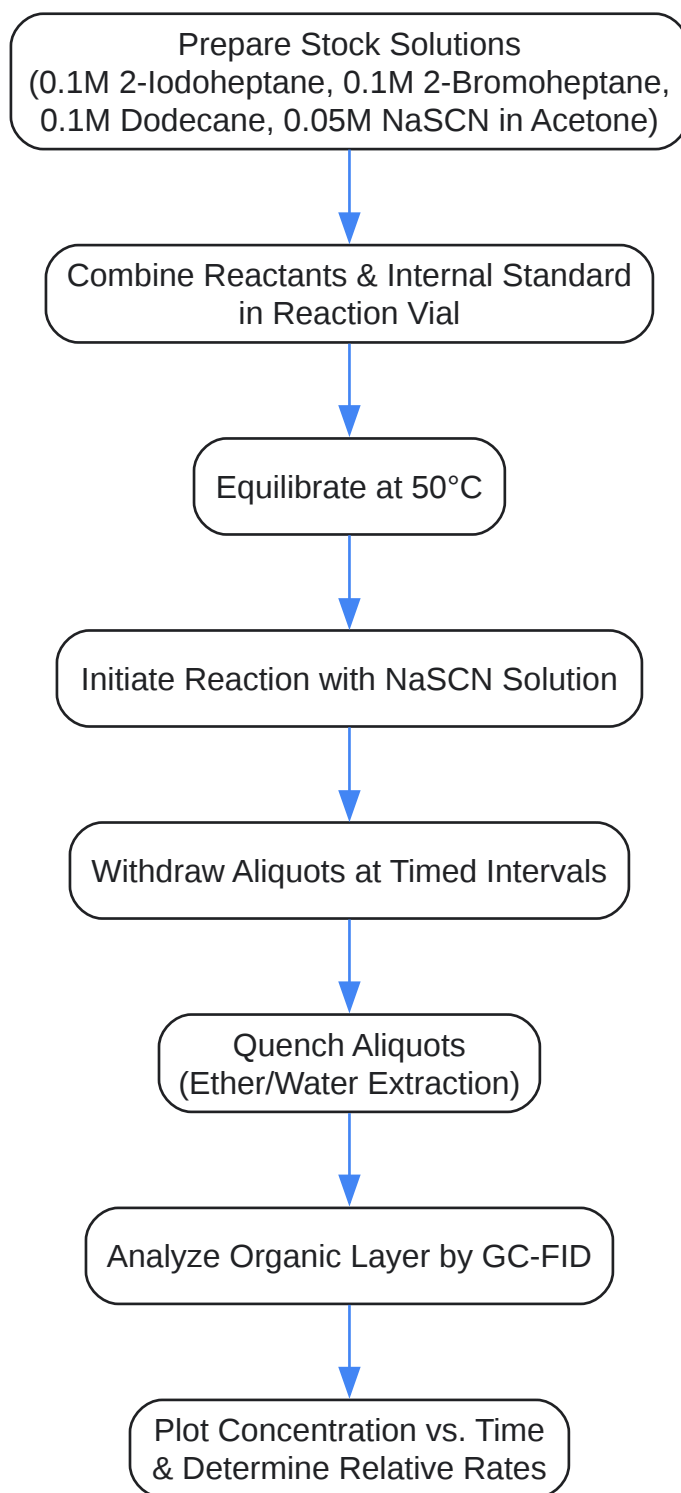 Prepare Stock Solutions
(0.1M 2-Iodoheptane, 0.1M 2-Bromoheptane,
0.1M Dodecane, 0.05M NaSCN in Acetone)
Combine Reactants & Internal Standard
in Reaction Vial
Equilibrate at 50°C
Initiate Reaction with NaSCN Solution
Withdraw Aliquots at Timed Intervals
Quench Aliquots
(Ether/Water Extraction)
Analyze Organic Layer by GC-FID
Plot Concentration vs. Time
& Determine Relative Rates